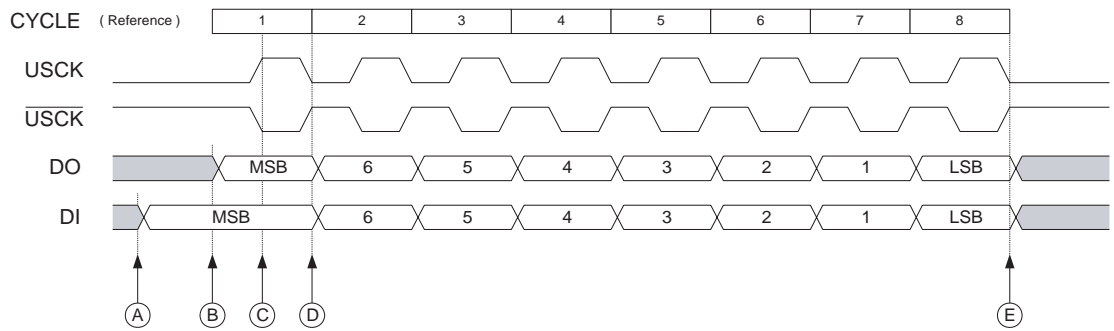 CYCLE ( Reference ) 1 2 3 4 5 6 7 8
USCK
USCK
DO MSB 6 5 4 3 2 1 LSB
DI MSB 6 5 4 3 2 1 LSB
A B C D E